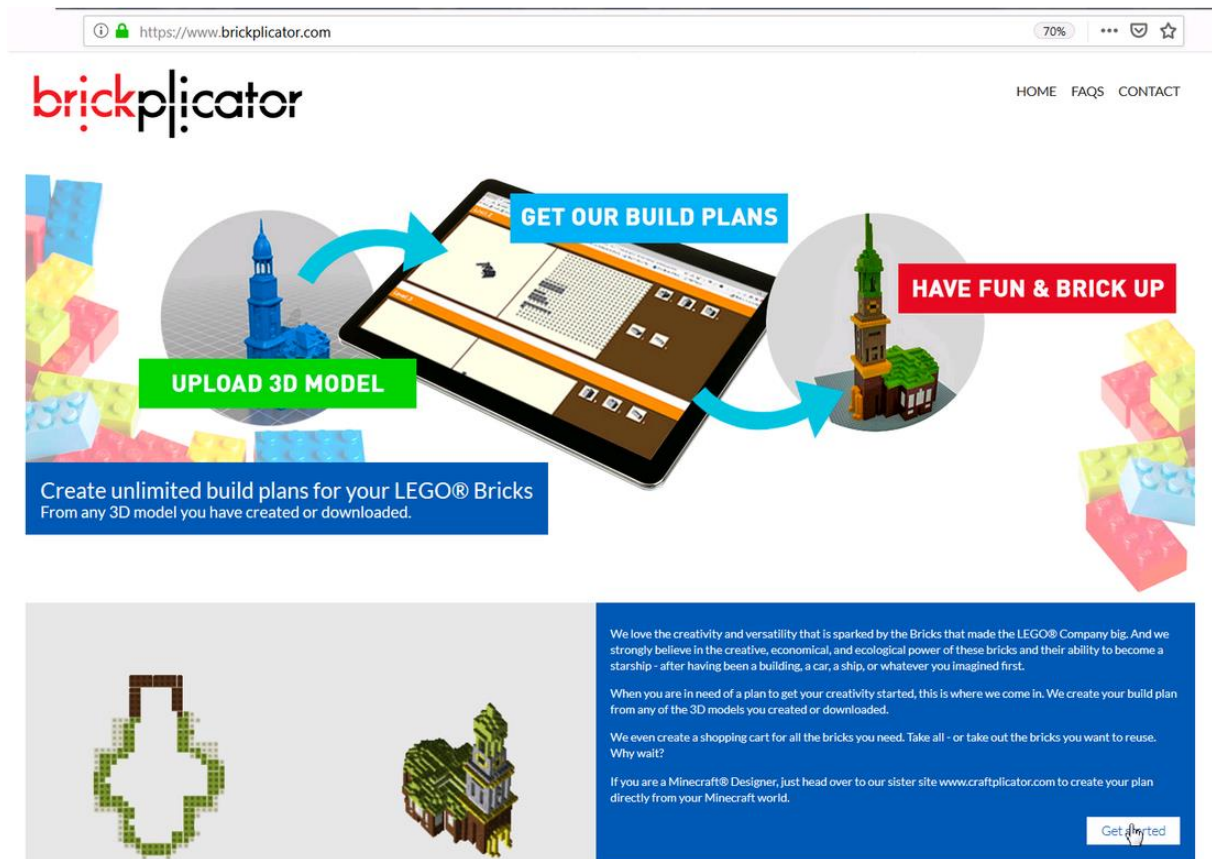 https://www.brickplicator.com
70%
brickplicator
HOME FAQS CONTACT
GET OUR BUILD PLANS
HAVE FUN & BRICK UP
UPLOAD 3D MODEL
Create unlimited build plans for your LEGO® Bricks
From any 3D model you have created or downloaded.
We love the creativity and versatility that is sparked by the Bricks that made the LEGO® Company big. And we
strongly believe in the creative, economical, and ecological power of these bricks and their ability to become a
starship - after having been a building, a car, a ship, or whatever you imagined first.
When you are in need of a plan to get your creativity started, this is where we come in. We create your build plan
from any of the 3D models you created or downloaded.
We even create a shopping cart for all the bricks you need. Take all - or take out the bricks you want to reuse.
Why wait?
If you are a Minecraft® Designer, just head over to our sister site www.craftplicator.com to create your plan
directly from your Minecraft world.
Get started